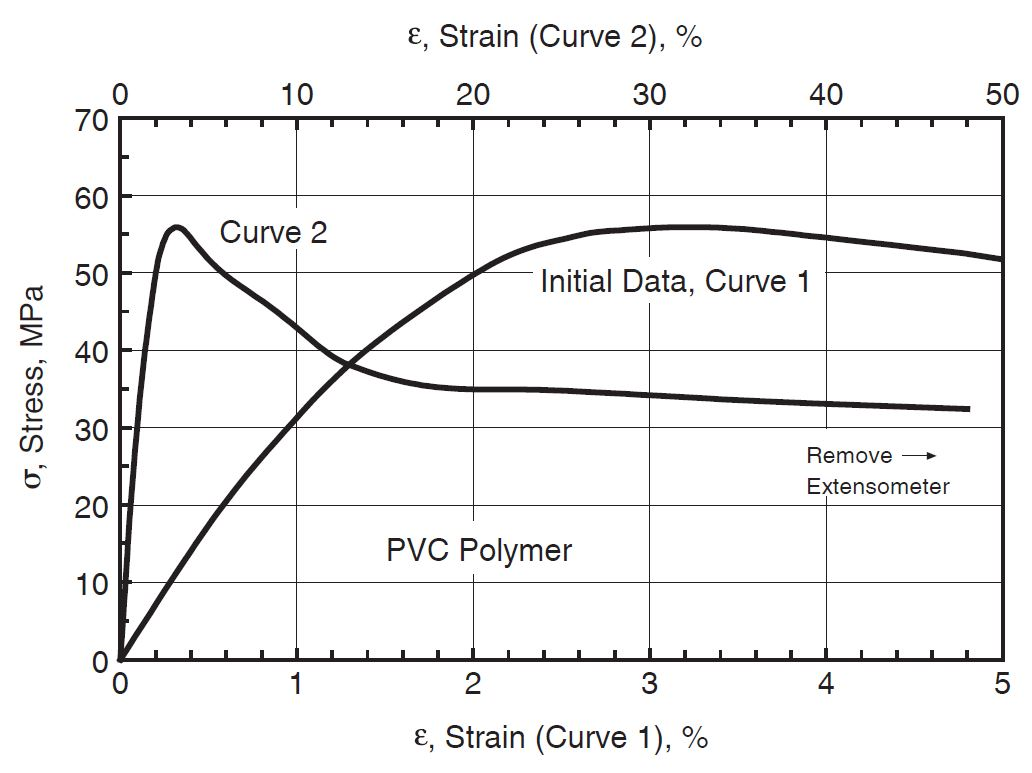 ε, Strain (Curve 2), %
0 10 20 30 40 50
70
60
50
40
30
20
10
0
σ, Stress, MPa
Curve 2
Initial Data, Curve 1
Remove →
Extensometer
PVC Polymer
0 1 2 3 4 5
ε, Strain (Curve 1), %